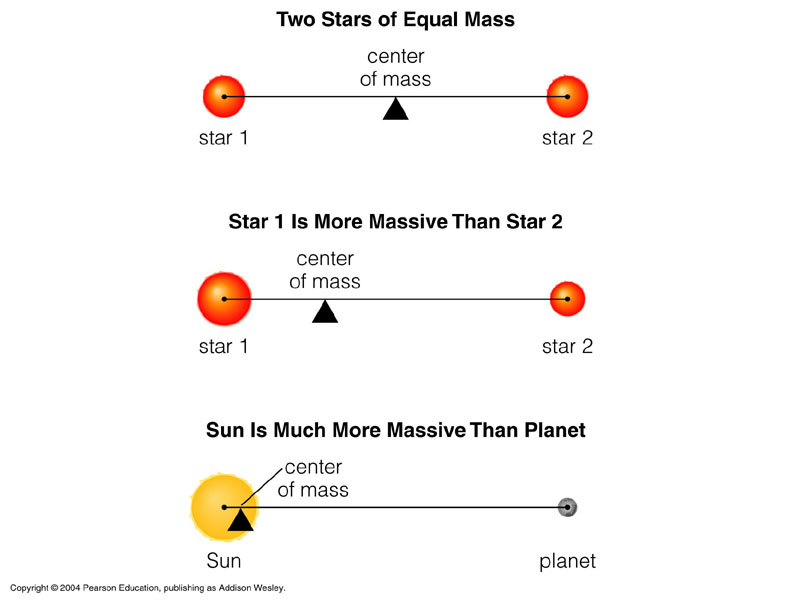 Two Stars of Equal Mass
center
of mass
star 1
star 2
Star 1 Is More Massive Than Star 2
center
of mass
star 1
star 2
Sun Is Much More Massive Than Planet
center
of mass
Sun
planet
Copyright © 2004 Pearson Education, publishing as Addison Wesley.